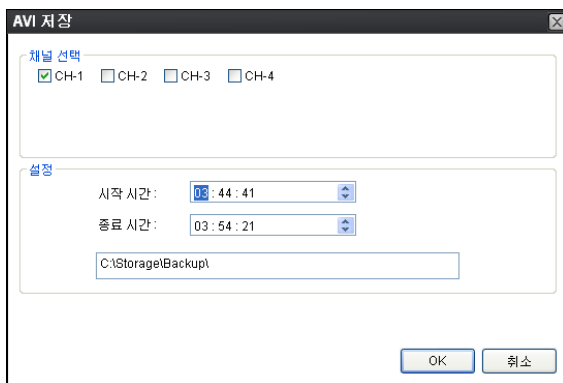 AVI 저장
채널 선택
CH-1 CH-2 CH-3 CH-4
설정
시작 시간 : 03 : 44 : 41
종료 시간 : 03 : 54 : 21
C:\Storage\Backup\
OK 취소